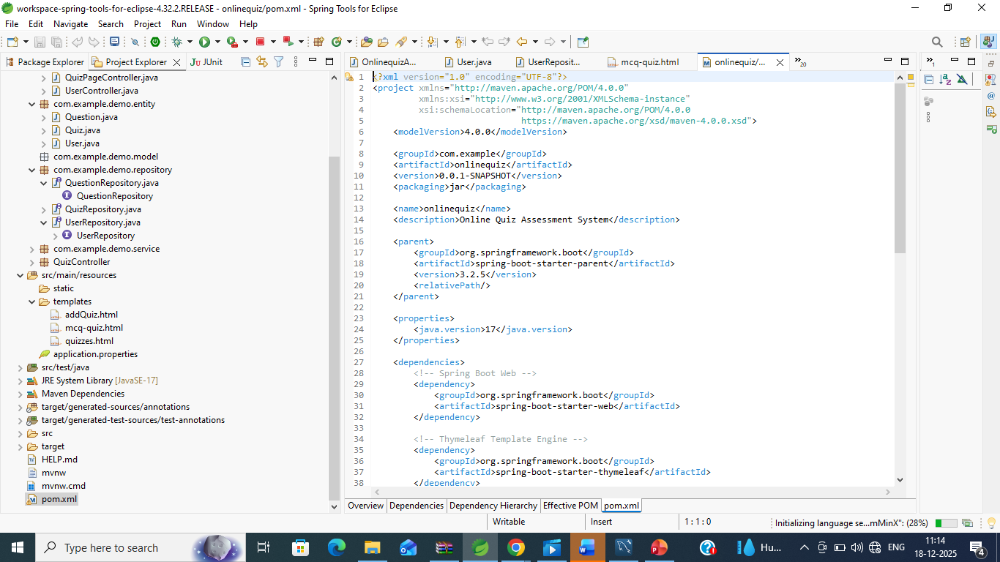 workspace-spring-tools-for-eclipse-4.32.2.RELEASE - onlinequiz/pom.xml - Spring Tools for Eclipse
File Edit Navigate Search Project Run Window Help
Package Explorer Project Explorer JUnit
QuizPageController.java
UserController.java
com.example.demo.entity
Question.java
Quiz.java
User.java
com.example.demo.model
com.example.demo.repository
QuestionRepository.java
QuestionRepository
QuizRepository.java
UserRepository.java
UserRepository
com.example.demo.service
QuizController
src/main/resources
static
templates
addQuiz.html
mcq-quiz.html
quizzes.html
application.properties
src/test/java
JRE System Library [JavaSE-17]
Maven Dependencies
target/generated-sources/annotations
target/generated-test-sources/test-annotations
src
target
HELP.md
mvnw
mvnw.cmd
pom.xml
OnlinequizA... User.java UserReposit... mcq-quiz.html onlinequiz/... »20
1 <?xml version="1.0" encoding="UTF-8"?>
2 <project xmlns="http://maven.apache.org/POM/4.0.0"
3 xmlns:xsi="http://www.w3.org/2001/XMLSchema-instance"
4 xsi:schemaLocation="http://maven.apache.org/POM/4.0.0
5 https://maven.apache.org/xsd/maven-4.0.0.xsd">
6 <modelVersion>4.0.0</modelVersion>
7
8 <groupId>com.example</groupId>
9 <artifactId>onlinequiz</artifactId>
10 <version>0.0.1-SNAPSHOT</version>
11 <packaging>jar</packaging>
12
13 <name>onlinequiz</name>
14 <description>Online Quiz Assessment System</description>
15
16 <parent>
17 <groupId>org.springframework.boot</groupId>
18 <artifactId>spring-boot-starter-parent</artifactId>
19 <version>3.2.5</version>
20 <relativePath/>
21 </parent>
22
23 <properties>
24 <java.version>17</java.version>
25 </properties>
26
27 <dependencies>
28 <!-- Spring Boot Web -->
29 <dependency>
30 <groupId>org.springframework.boot</groupId>
31 <artifactId>spring-boot-starter-web</artifactId>
32 </dependency>
33
34 <!-- Thymeleaf Template Engine -->
35 <dependency>
36 <groupId>org.springframework.boot</groupId>
37 <artifactId>spring-boot-starter-thymeleaf</artifactId>
38 </dependency>
Overview Dependencies Dependency Hierarchy Effective POM pom.xml
Writable Insert 1 : 1 : 0 Initializing language se...mMinX": (28%)
Type here to search Hu... ENG 11:14
18-12-2025 4